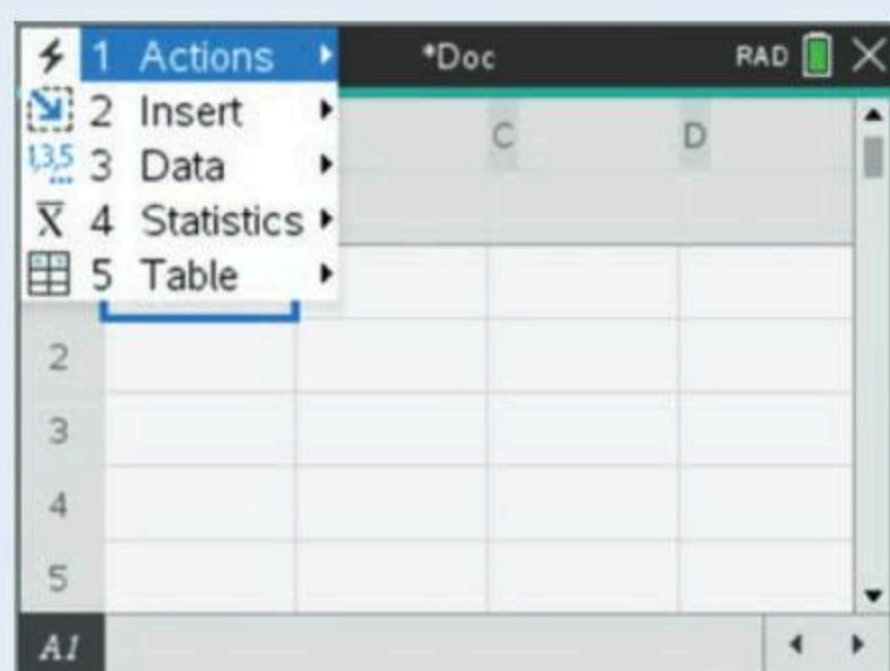 1 Actions *Doc RAD
2 Insert
C D
1,3,5 3 Data
x̄ 4 Statistics
5 Table
2
3
4
5
A1